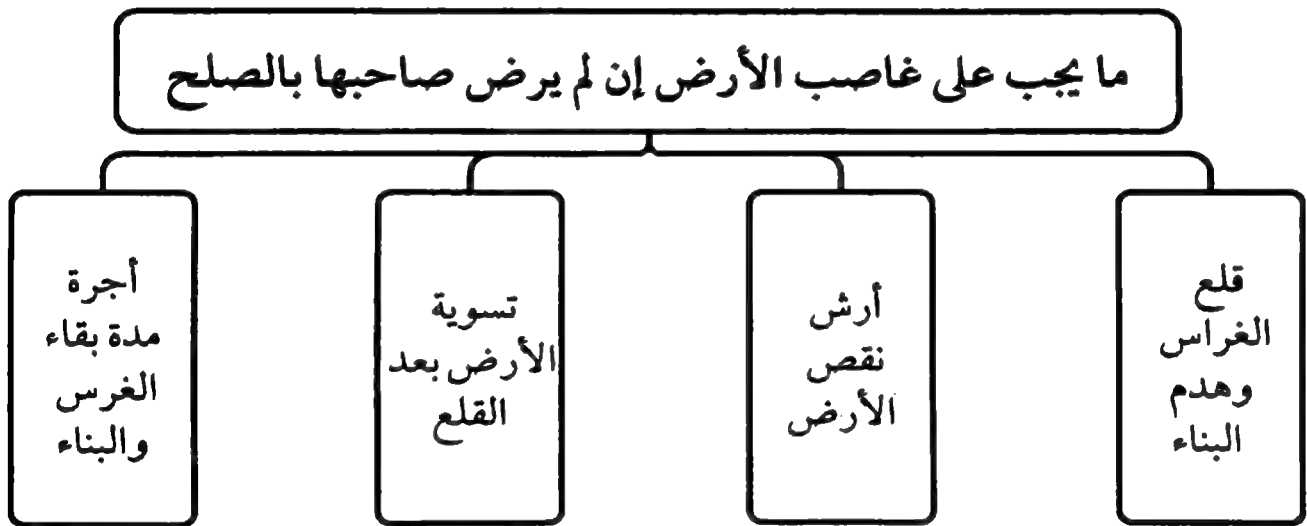 ما يجب على غاصب الأرض إن لم يرض صاحبها بالصلح
قلع
الغراس
وهدم
البناء
أرش
نقص
الأرض
تسوية
الأرض بعد
القلع
أجرة
مدة بقاء
الغرس
والبناء